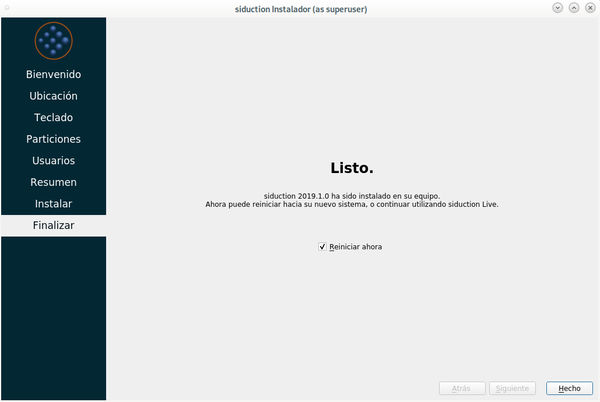 siduction Instalador (as superuser)
Bienvenido
Ubicación
Teclado
Particiones
Usuarios
Resumen
Instalar
Finalizar
Listo.
siduction 2019.1.0 ha sido instalado en su equipo.
Ahora puede reiniciar hacia su nuevo sistema, o continuar utilizando siduction Live.
Reiniciar ahora
Atrás
Siguiente
Hecho